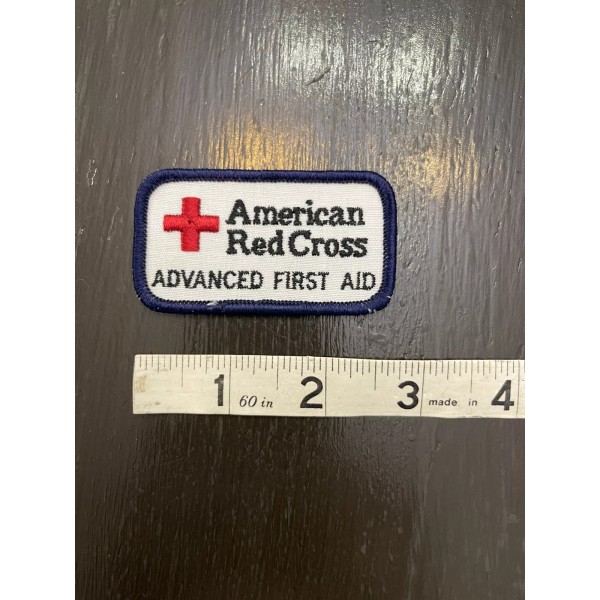 American
Red Cross
ADVANCED FIRST AID
1 60 in 2 3 made in 4